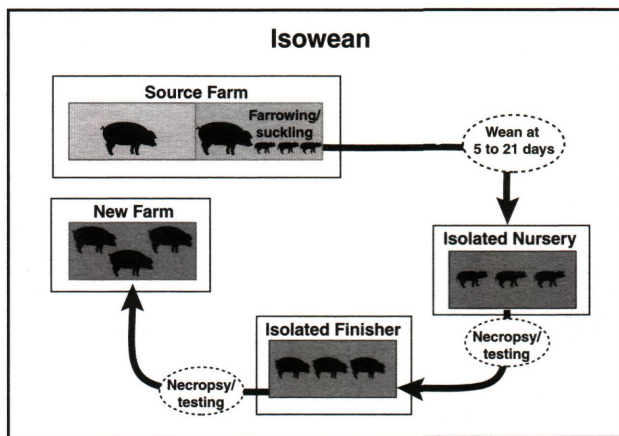 Isowean
Source Farm
Farrowing/
suckling
Wean at
5 to 21 days
New Farm
Isolated Nursery
Isolated Finisher
Necropsy/
testing
Necropsy/
testing